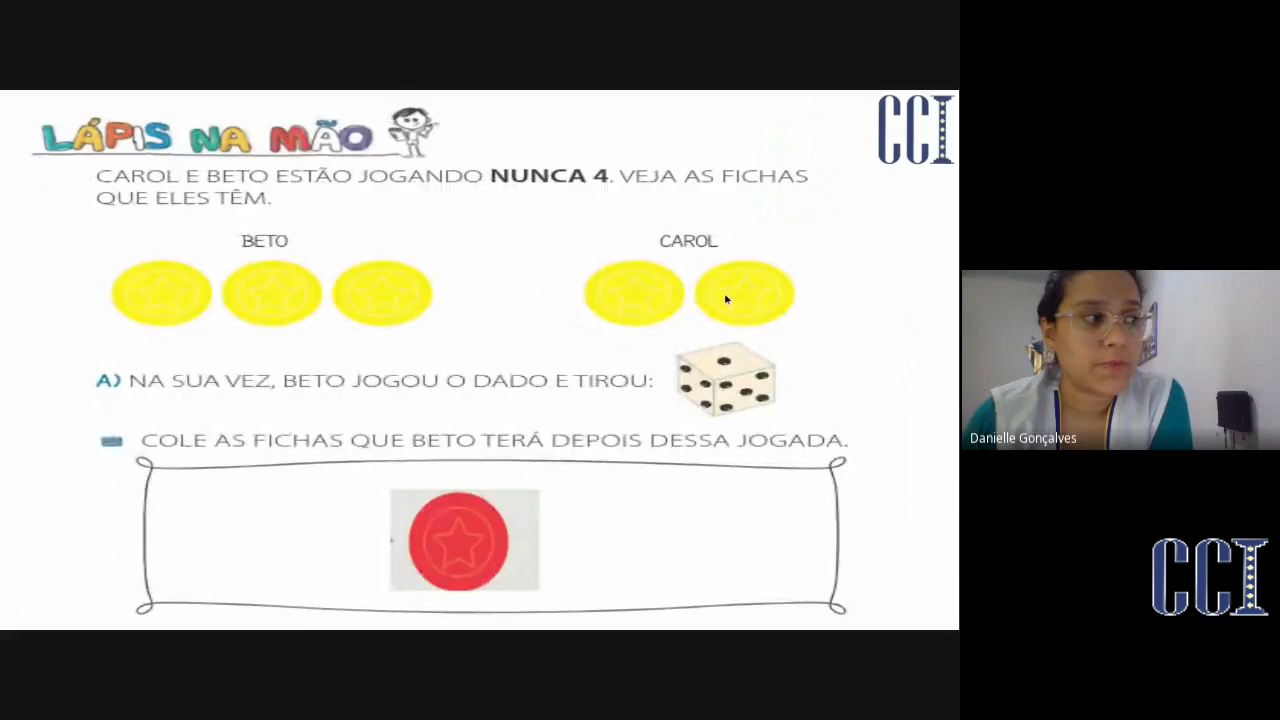 LÁPIS NA MÃO
CCI
CAROL E BETO ESTÃO JOGANDO NUNCA 4. VEJA AS FICHAS
QUE ELES TÊM.
BETO
CAROL
A) NA SUA VEZ, BETO JOGOU O DADO E TIROU:
COLE AS FICHAS QUE BETO TERÁ DEPOIS DESSA JOGADA.
Danielle Gonçalves
CCI